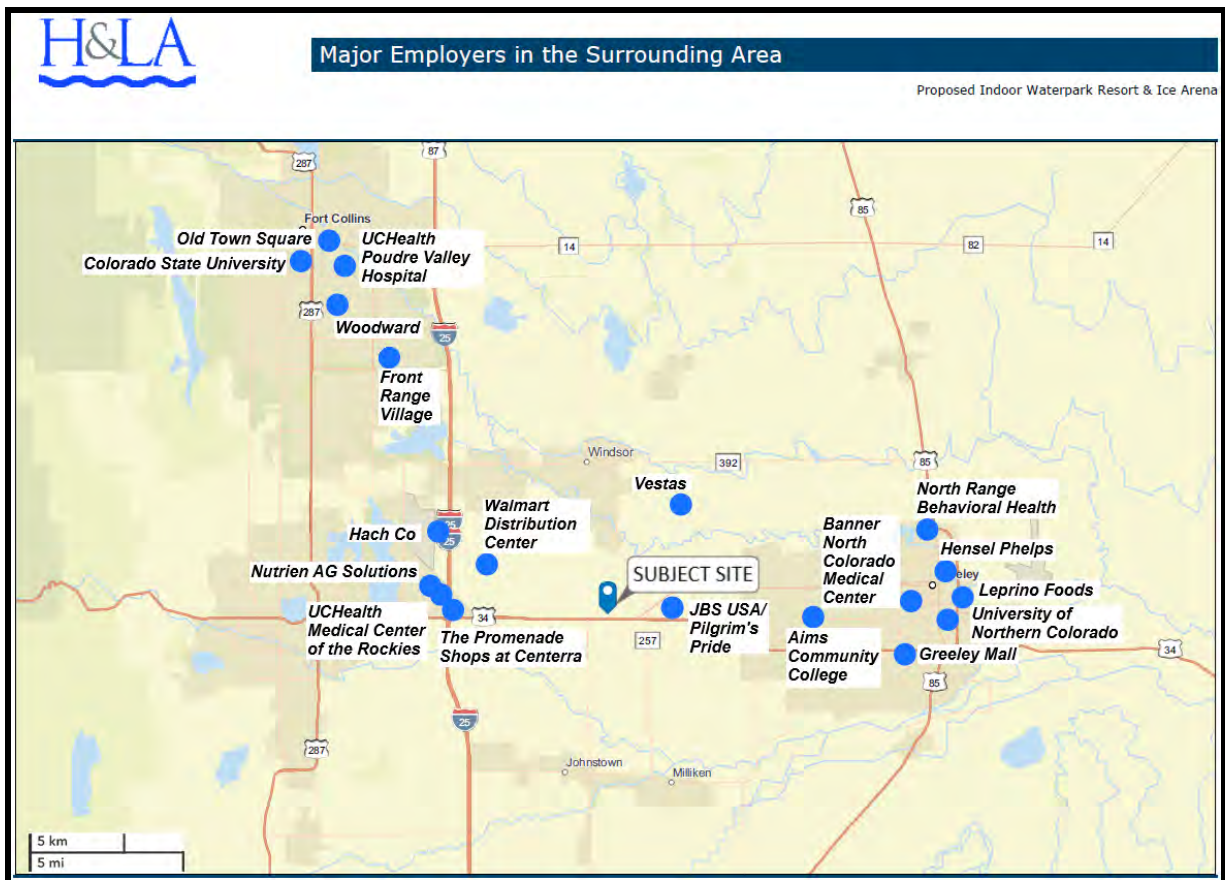 H&LA
Major Employers in the Surrounding Area
Proposed Indoor Waterpark Resort & Ice Arena
287
87
85
Fort Collins
Old Town Square
Colorado State University
UCHealth
Poudre Valley
Hospital
14
82
14
287
Woodward
25
Front
Range
Village
Windsor
392
85
Vestas
North Range
Behavioral Health
Walmart
Distribution
Center
Hach Co
25
25
Banner
North
Colorado
Medical
Center
Hensel Phelps
eeley
Nutrien AG Solutions
SUBJECT SITE
Leprino Foods
UCHealth
Medical Center
of the Rockies
34
The Promenade
Shops at Centerra
257
JBS USA/
Pilgrim's
Pride
Aims
Community
College
University of
Northern Colorado
Greeley Mall
34
85
25
287
Johnstown
Milliken
5 km
5 mi